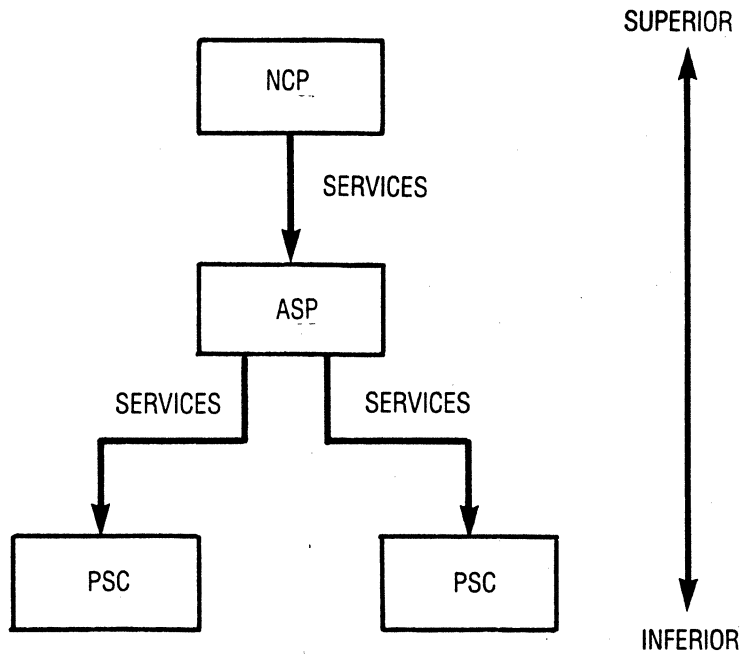 SUPERIOR
NCP
SERVICES
ASP
SERVICES
SERVICES
PSC
PSC
INFERIOR